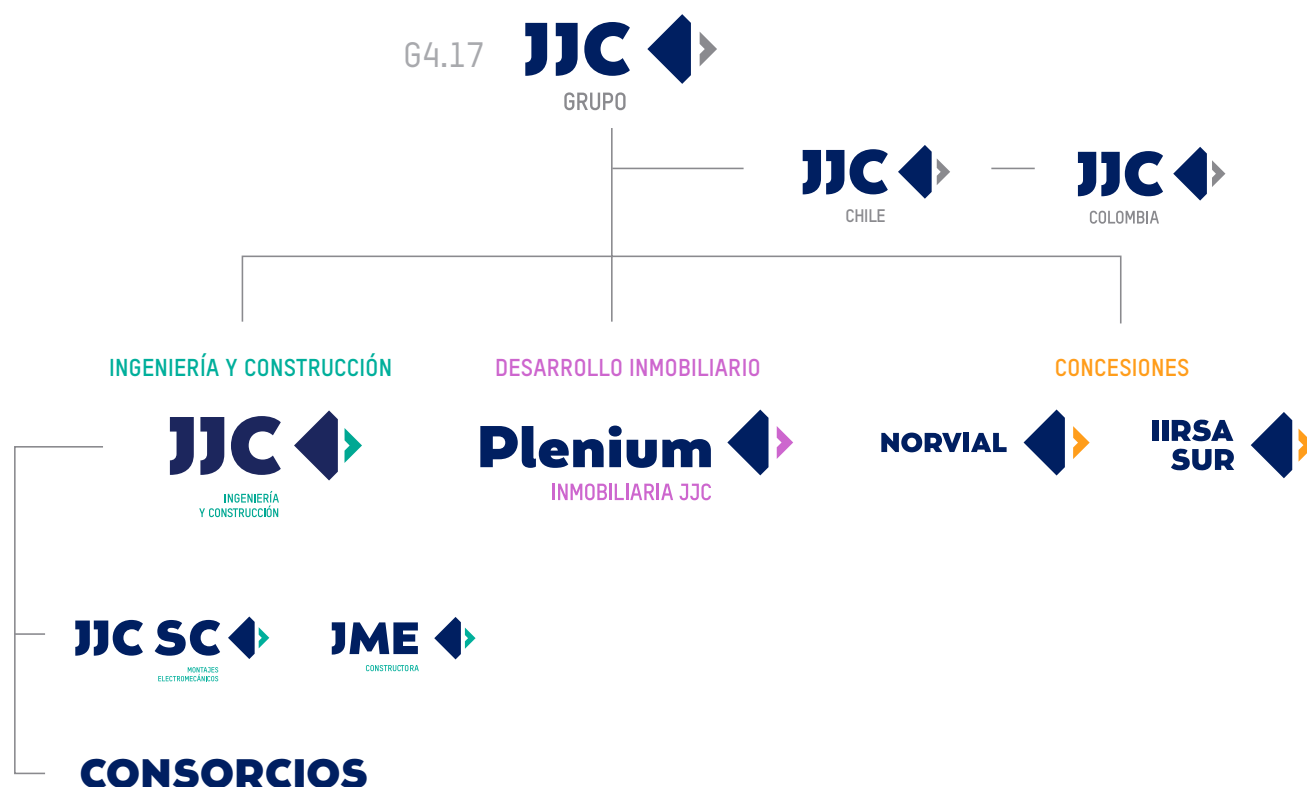 G4.17
JJC
GRUPO
JJC
CHILE
JJC
COLOMBIA
INGENIERÍA Y CONSTRUCCIÓN
JJC
INGENIERÍA
Y CONSTRUCCIÓN
DESARROLLO INMOBILIARIO
Plenium
INMOBILIARIA JJC
CONCESIONES
NORVIAL
IIRSA
SUR
JJC SC
MONTAJES
ELECTROMECÁNICOS
JME
CONSTRUCTORA
CONSORCIOS